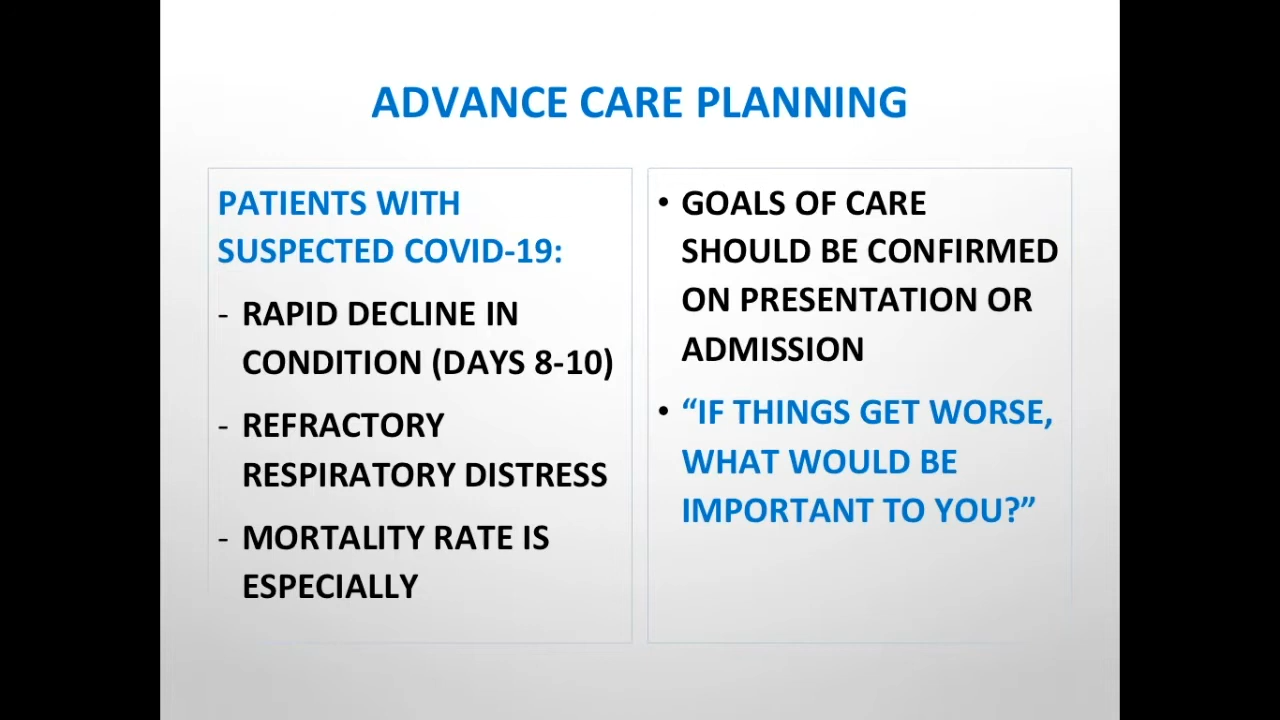 ADVANCE CARE PLANNING
PATIENTS WITH
SUSPECTED COVID-19:
- RAPID DECLINE IN
CONDITION (DAYS 8-10)
- REFRACTORY
RESPIRATORY DISTRESS
- MORTALITY RATE IS
ESPECIALLY
• GOALS OF CARE
SHOULD BE CONFIRMED
ON PRESENTATION OR
ADMISSION
• “IF THINGS GET WORSE,
WHAT WOULD BE
IMPORTANT TO YOU?”